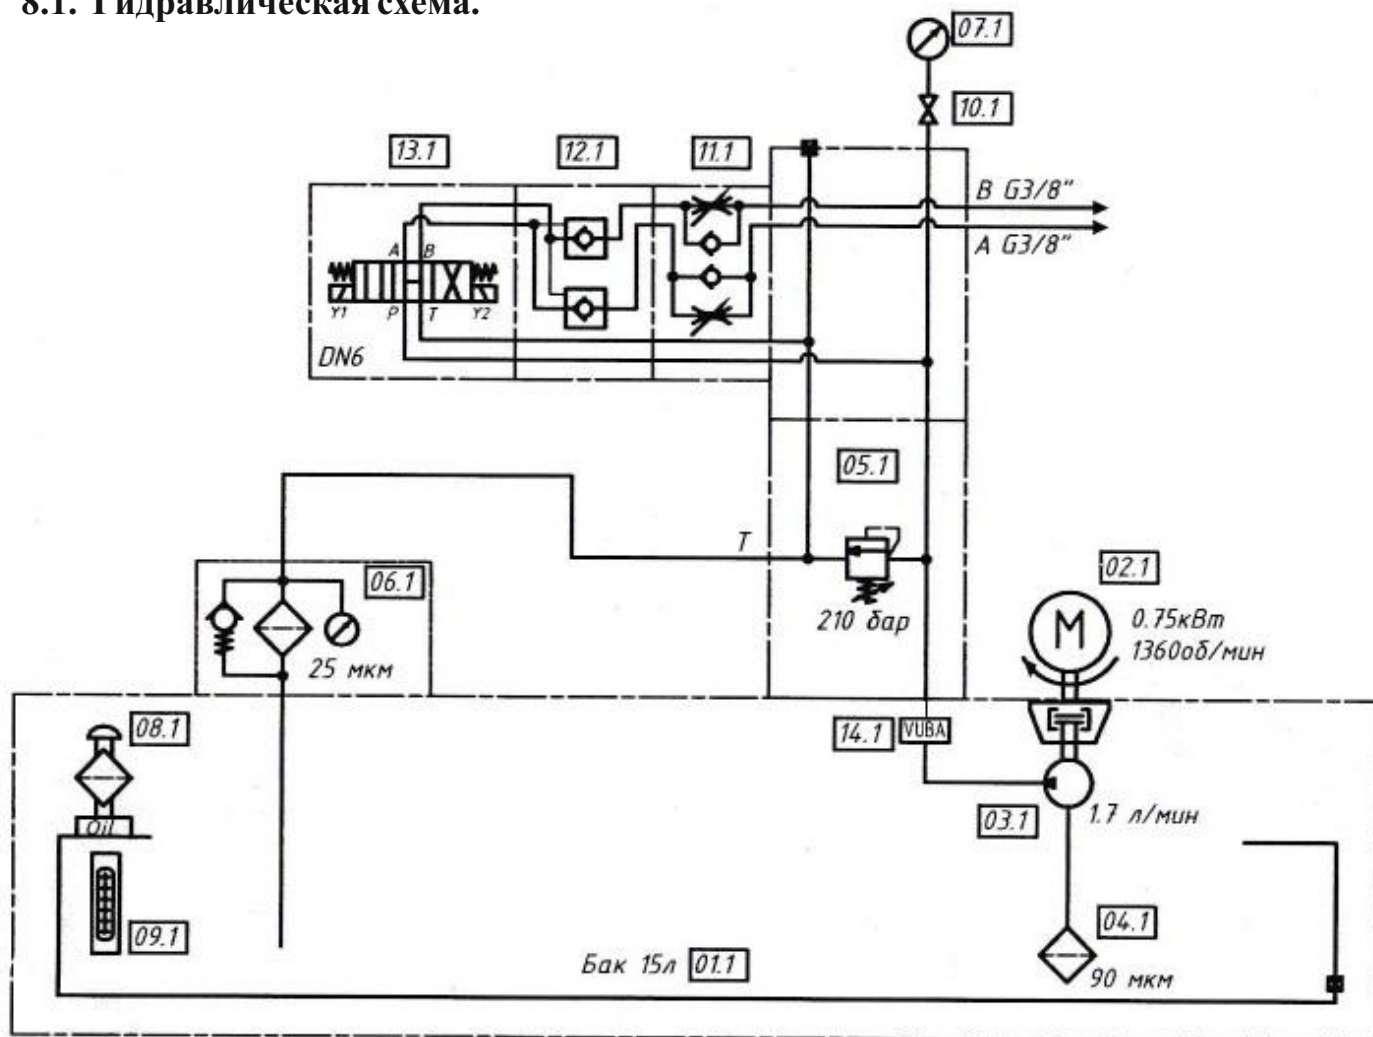 8.1. Гидравлическая схема.
07.1
10.1
13.1
12.1
11.1
B G3/8"
A G3/8"
A B
Y1 P T Y2
DN6
05.1
T
06.1
02.1
210 бар
0.75кВт
1360об/мин
25 мкм
08.1
14.1 VUBA
03.1
1.7 л/мин
Oil
04.1
09.1
Бак 15л 01.1
90 мкм